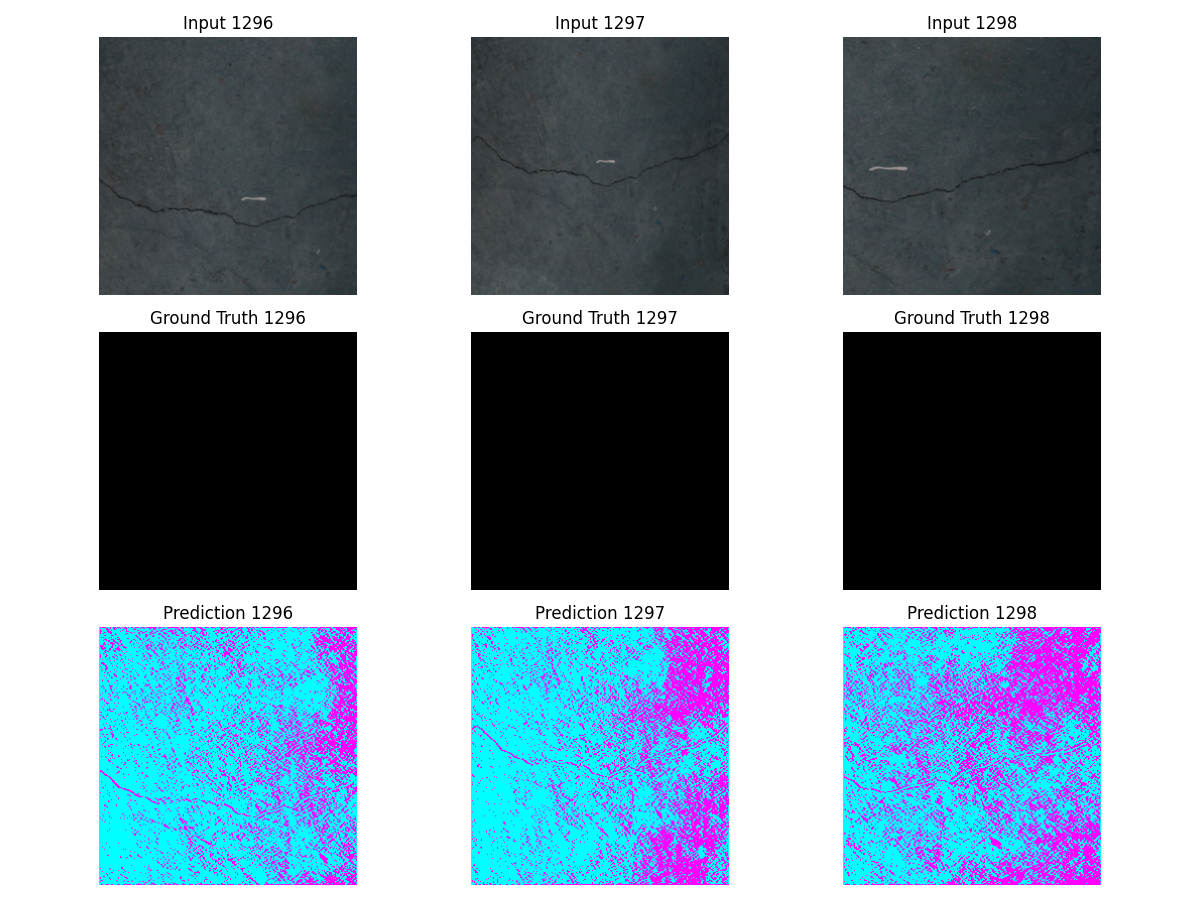 Input 1296
Input 1297
Input 1298
Ground Truth 1296
Ground Truth 1297
Ground Truth 1298
Prediction 1296
Prediction 1297
Prediction 1298